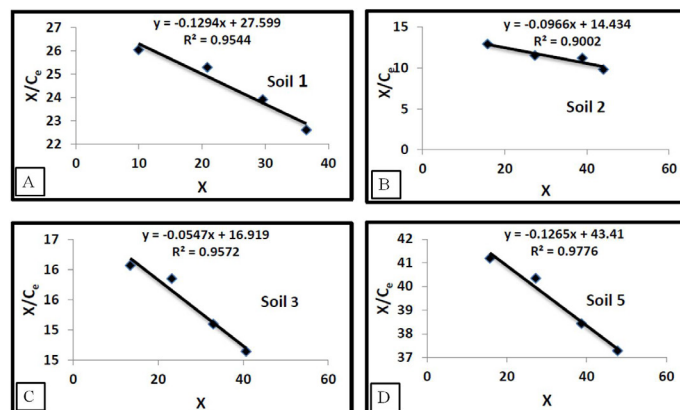 y = -0.1294x + 27.599
R² = 0.9544
27
26
25
24
23
22
X/Ce
Soil 1
0 10 20 30 40
A
X
y = -0.0966x + 14.434
R² = 0.9002
15
10
5
0
X/Ce
Soil 2
0 20 40 60
B
X
y = -0.0547x + 16.919
R² = 0.9572
17
16
16
15
15
X/Ce
Soil 3
0 20 40 60
C
X
y = -0.1265x + 43.41
R² = 0.9776
42
41
40
39
38
37
X/Ce
Soil 5
0 20 40 60
D
X